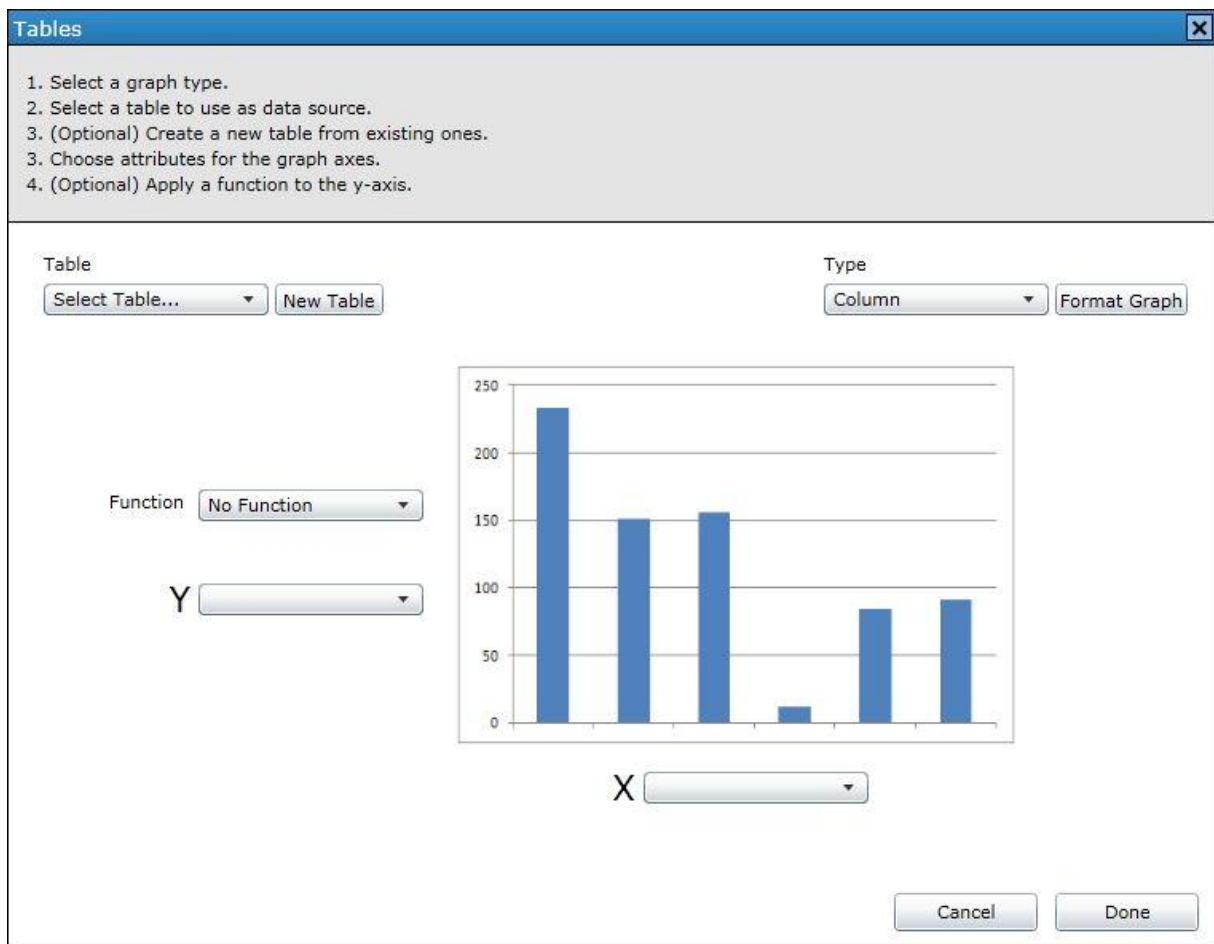 Tables
1. Select a graph type.
2. Select a table to use as data source.
3. (Optional) Create a new table from existing ones.
3. Choose attributes for the graph axes.
4. (Optional) Apply a function to the y-axis.
Table
Type
Select Table...
New Table
Column
Format Graph
250
200
Function
No Function
150
Y
100
50
0
X
Cancel
Done